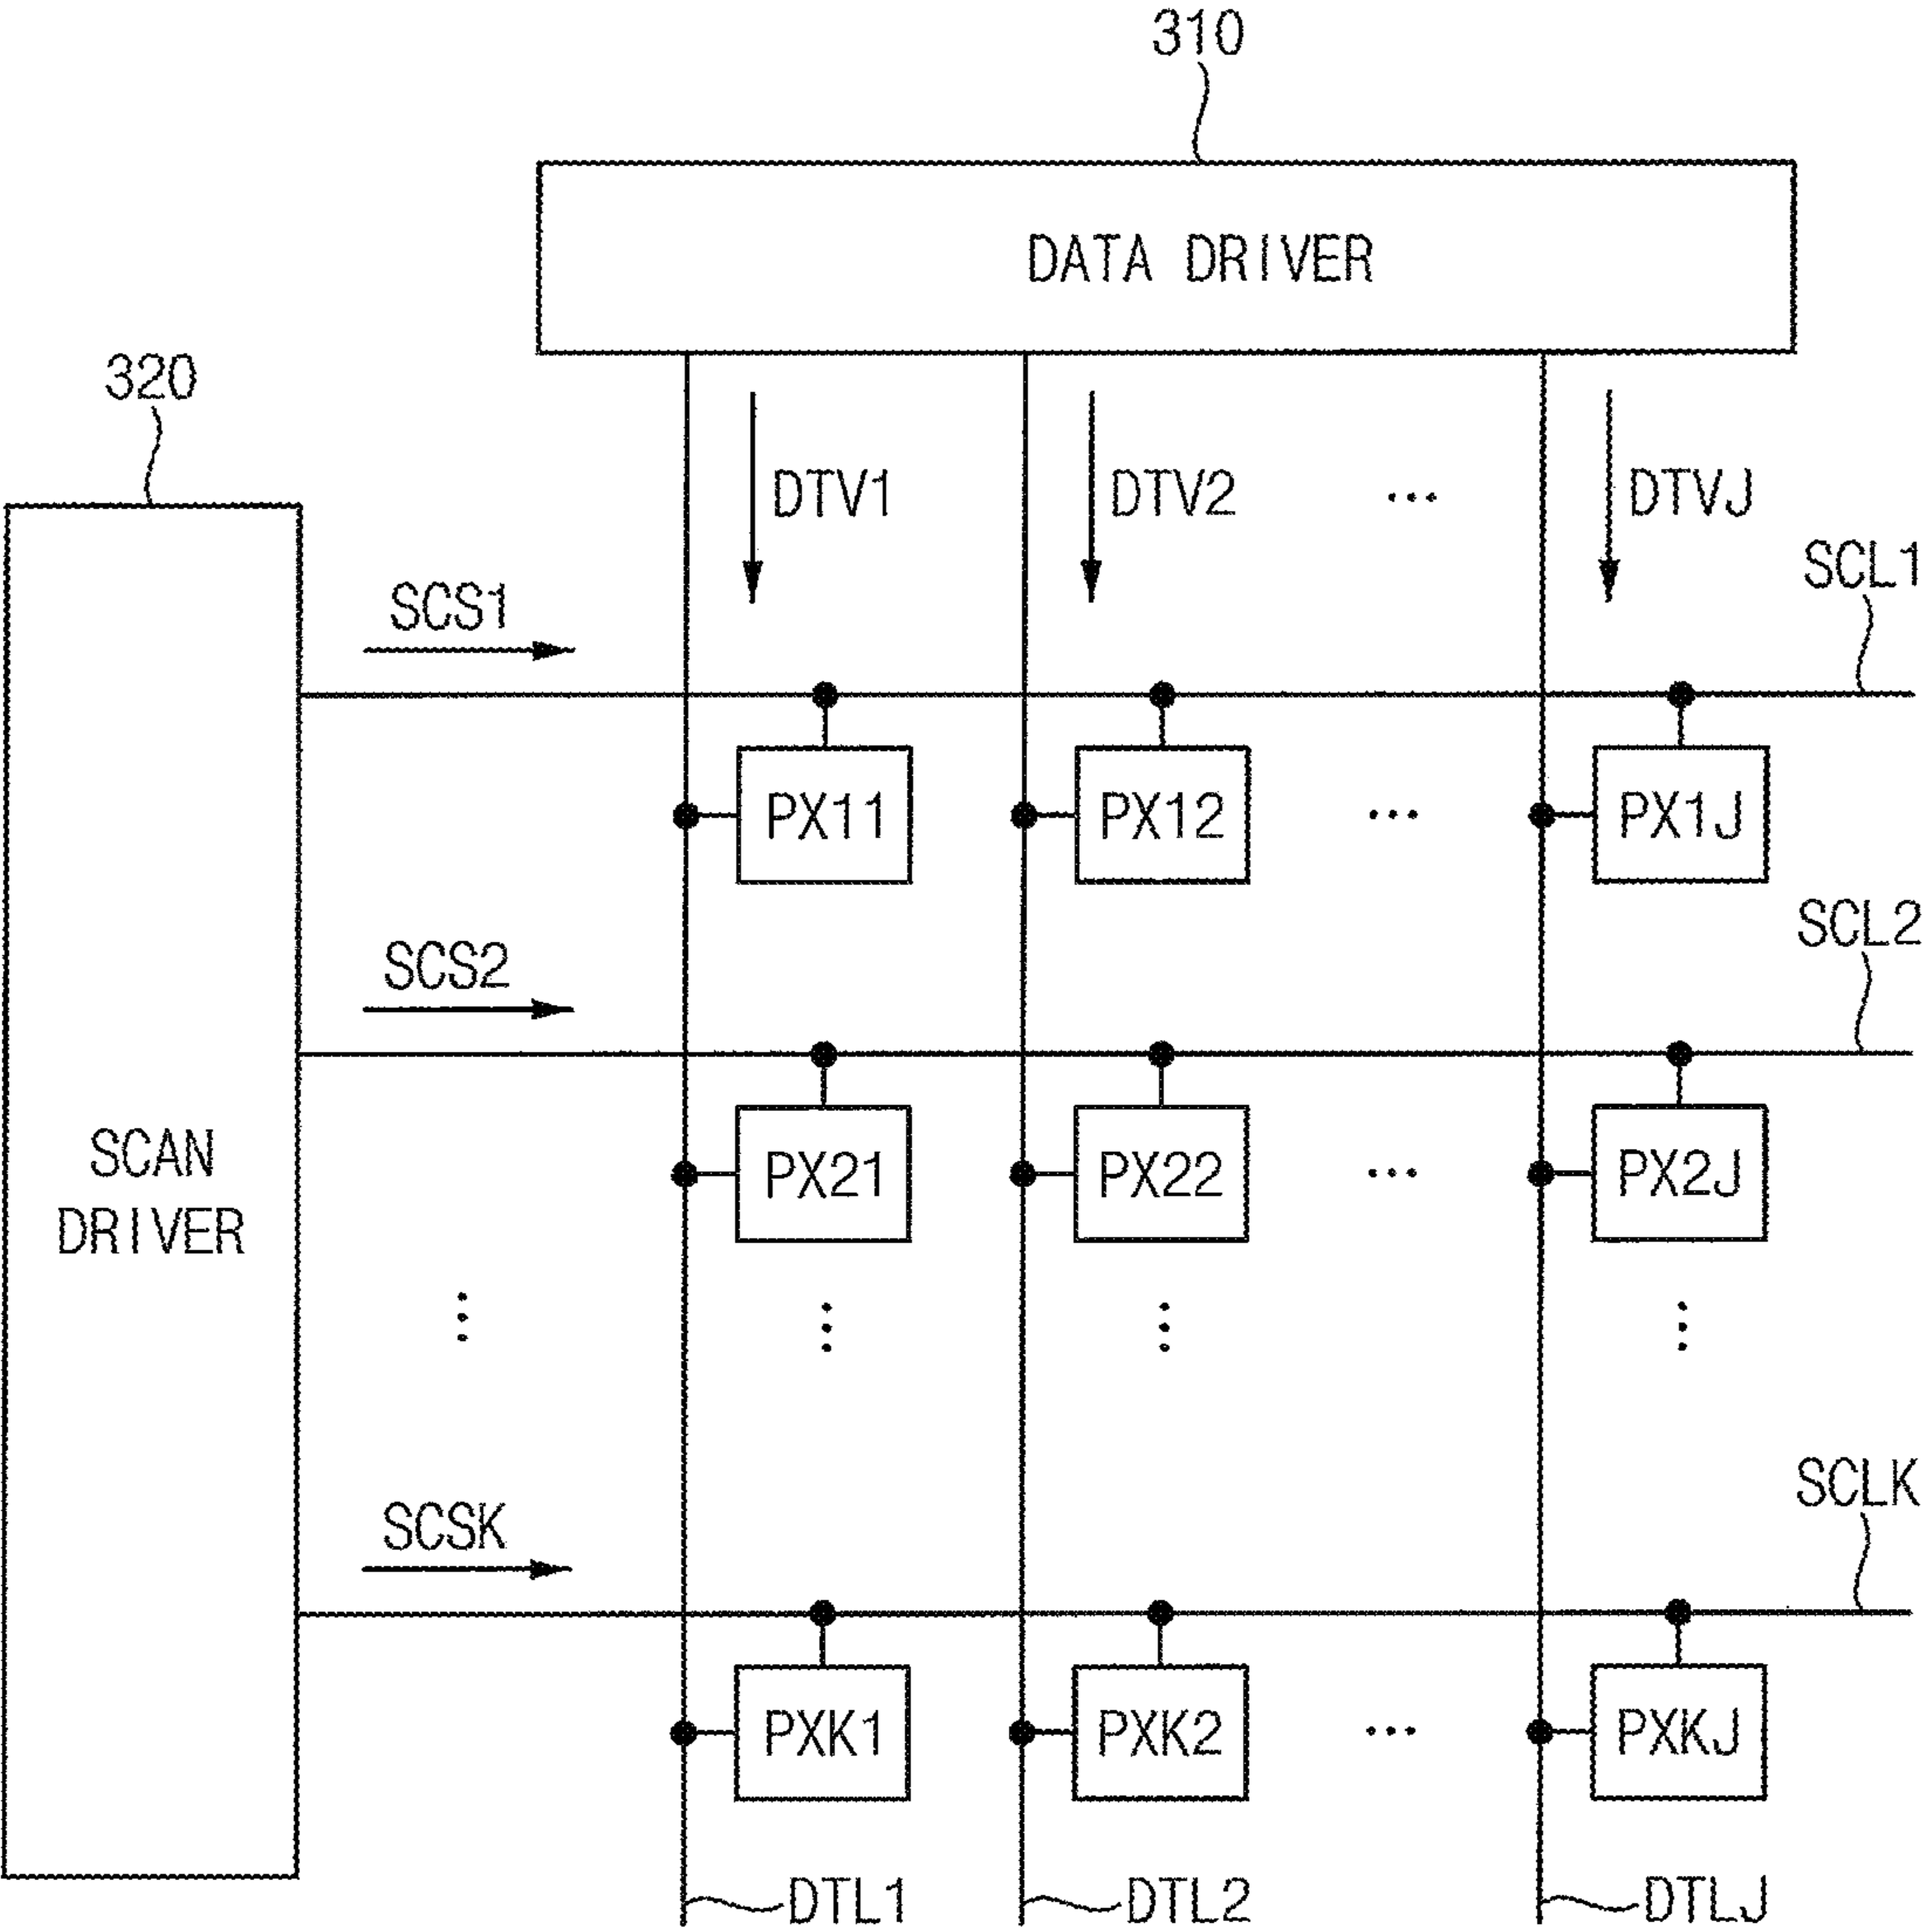 310
DATA DRIVER
320
DTV1 DTV2 ... DTVJ
SCL1
SCS1
PX11 PX12 ... PX1J
SCL2
SCS2
PX21 PX22 ... PX2J
SCAN
DRIVER
SCLK
SCSK
PXK1 PXK2 ... PXKJ
DTL1 DTL2 DTLJ